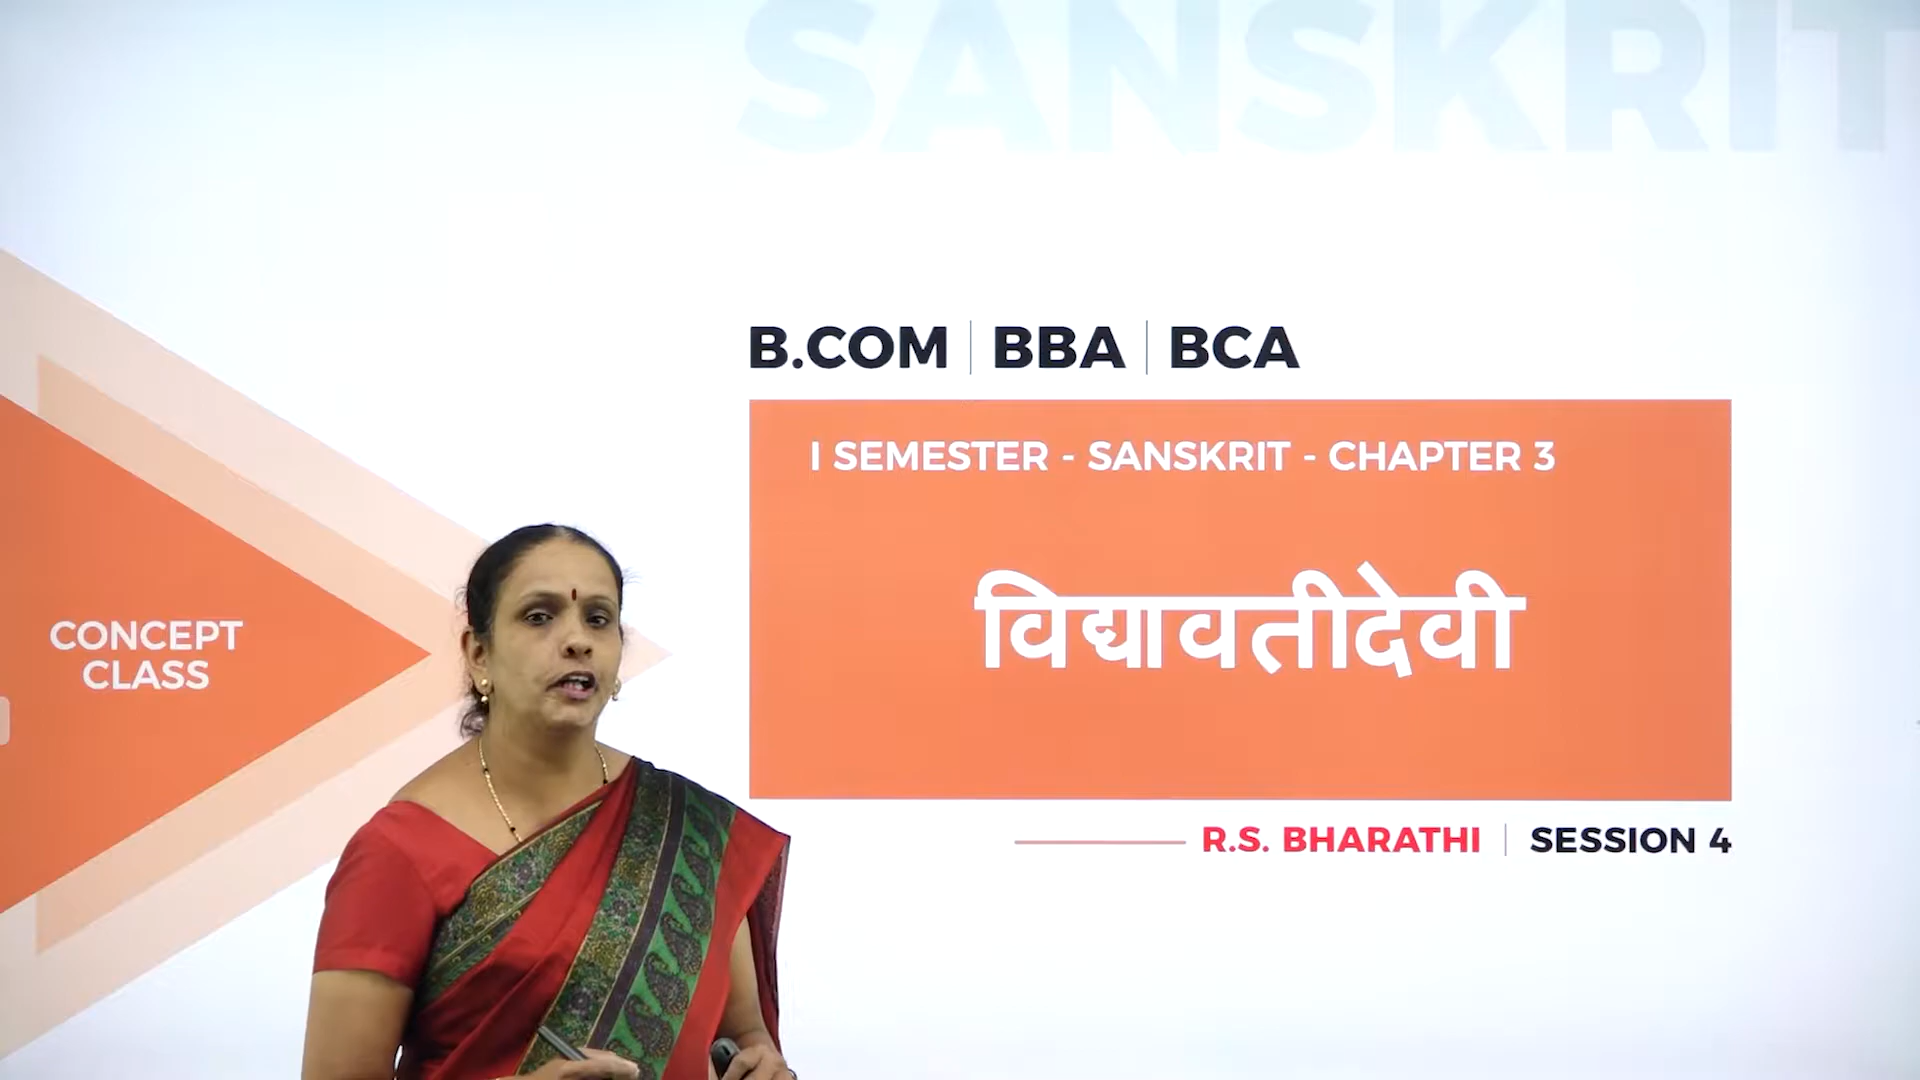 SANSKRIT
B.COM | BBA | BCA
I SEMESTER - SANSKRIT - CHAPTER 3
विद्यावतीदेवी
CONCEPT
CLASS
R.S. BHARATHI | SESSION 4